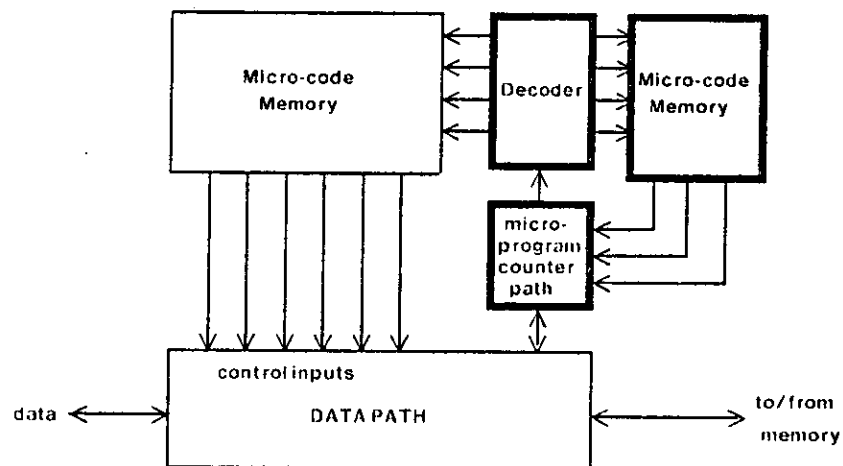 Micro-code
Memory
Decoder
Micro-code
Memory
micro-
program
counter
path
control inputs
DATA PATH
data
to/from
memory